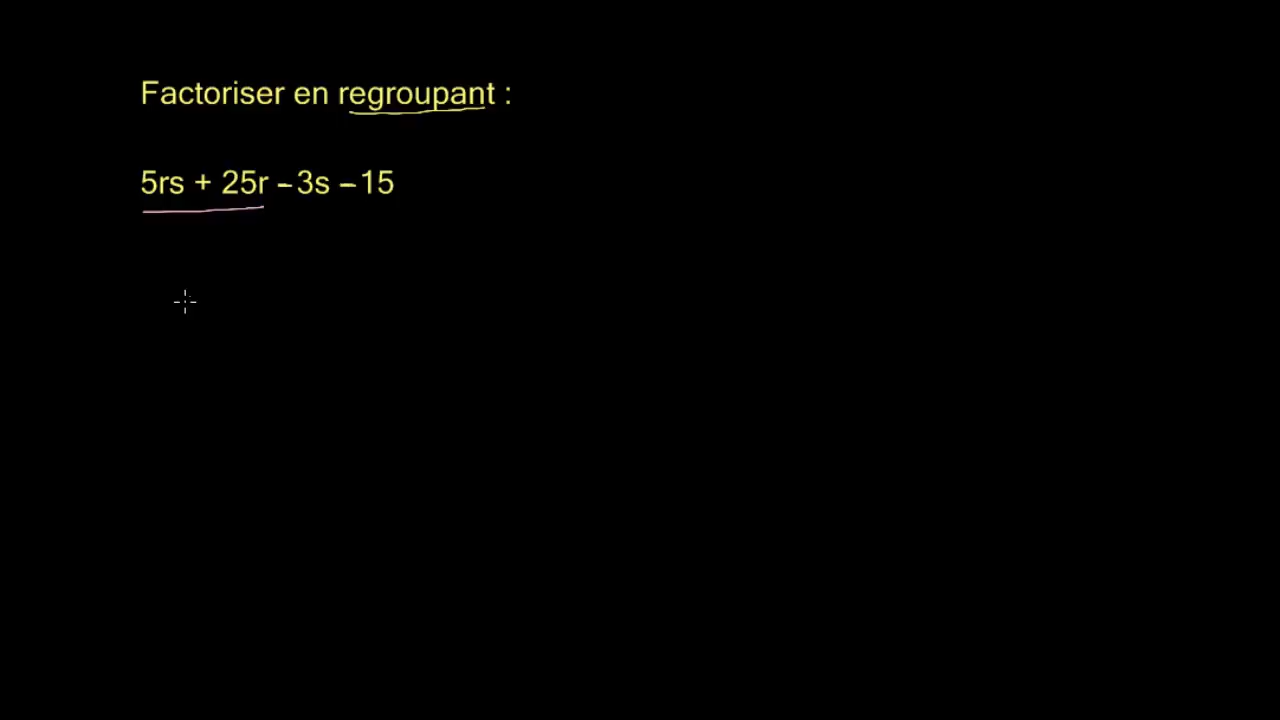 Factoriser en regroupant :
5rs + 25r – 3s – 15